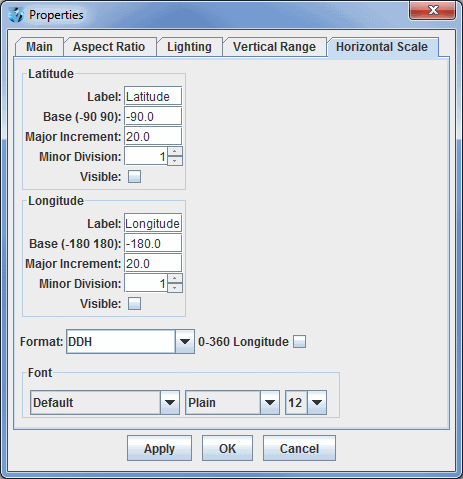 Properties
Main Aspect Ratio Lighting Vertical Range Horizontal Scale
Latitude
Label: Latitude
Base (-90 90): -90.0
Major Increment: 20.0
Minor Division: 1
Visible:
Longitude
Label: Longitude
Base (-180 180): -180.0
Major Increment: 20.0
Minor Division: 1
Visible:
Format: DDH 0-360 Longitude
Font
Default Plain 12
Apply OK Cancel